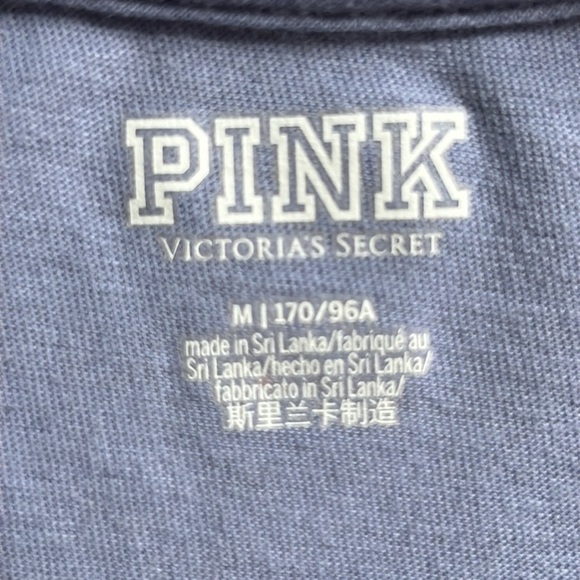 PINK
VICTORIA'S SECRET
M | 170/96A
made in Sri Lanka/fabriqué au
Sri Lanka/hecho en Sri Lanka/
fabbricato in Sri Lanka/
斯里兰卡制造